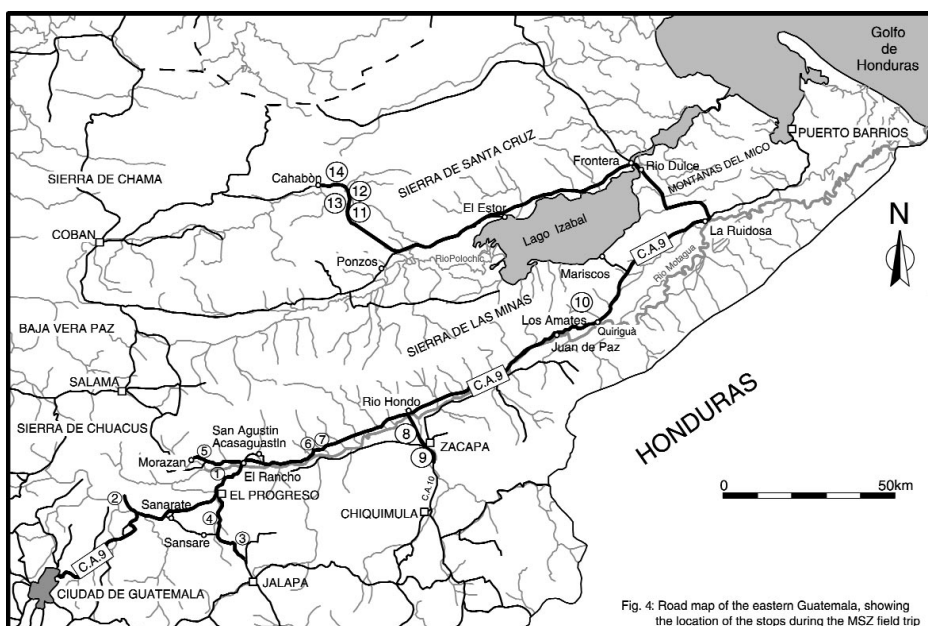 Golfo
de
Honduras
PUERTO BARRIOS
SIERRA DE SANTA CRUZ
Frontera
Rio Dulce
MONTAÑAS DEL MICO
SIERRA DE CHAMA
Cahabòn
14
12
13
11
El Estor
Lago Izabal
La Ruidosa
N
COBAN
Ponzos
RioPolochic
C.A.9
Rio Motagua
Mariscos
10
Los Amates
Quiriguà
Juan de Paz
SIERRA DE LAS MINAS
BAJA VERA PAZ
SALAMA
C.A.9
HONDURAS
Rio Hondo
SIERRA DE CHUACUS
San Agustin
Acasaguastln
5
6
7
8
ZACAPA
9
Morazan
1
El Rancho
EL PROGRESO
C.A.10
0
50km
2
Sanarate
4
CHIQUIMULA
Sansare
3
C.A.9
JALAPA
CIUDAD DE GUATEMALA
Fig. 4: Road map of the eastern Guatemala, showing
the location of the stops during the MSZ field trip